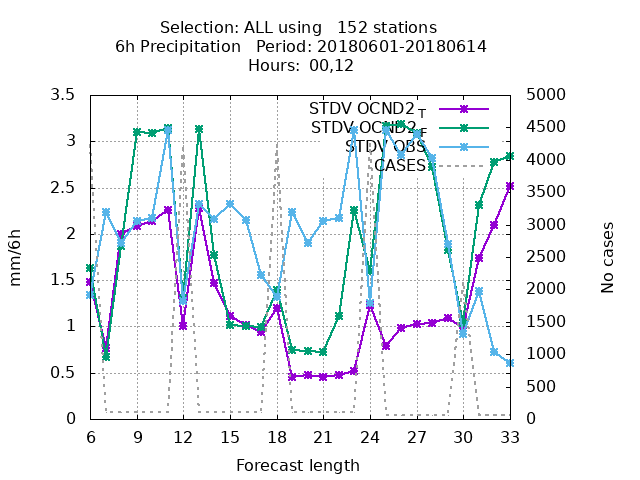 Selection: ALL using   152 stations
6h Precipitation   Period: 20180601-20180614
Hours: 00,12
3.5
3
2.5
2
1.5
1
0.5
0
mm/6h
STDV OCND2 T
STDV OCND2 F
STDV OBS
CASES
5000
4500
4000
3500
3000
2500
2000
1500
1000
500
0
No cases
6 9 12 15 18 21 24 27 30 33
Forecast length